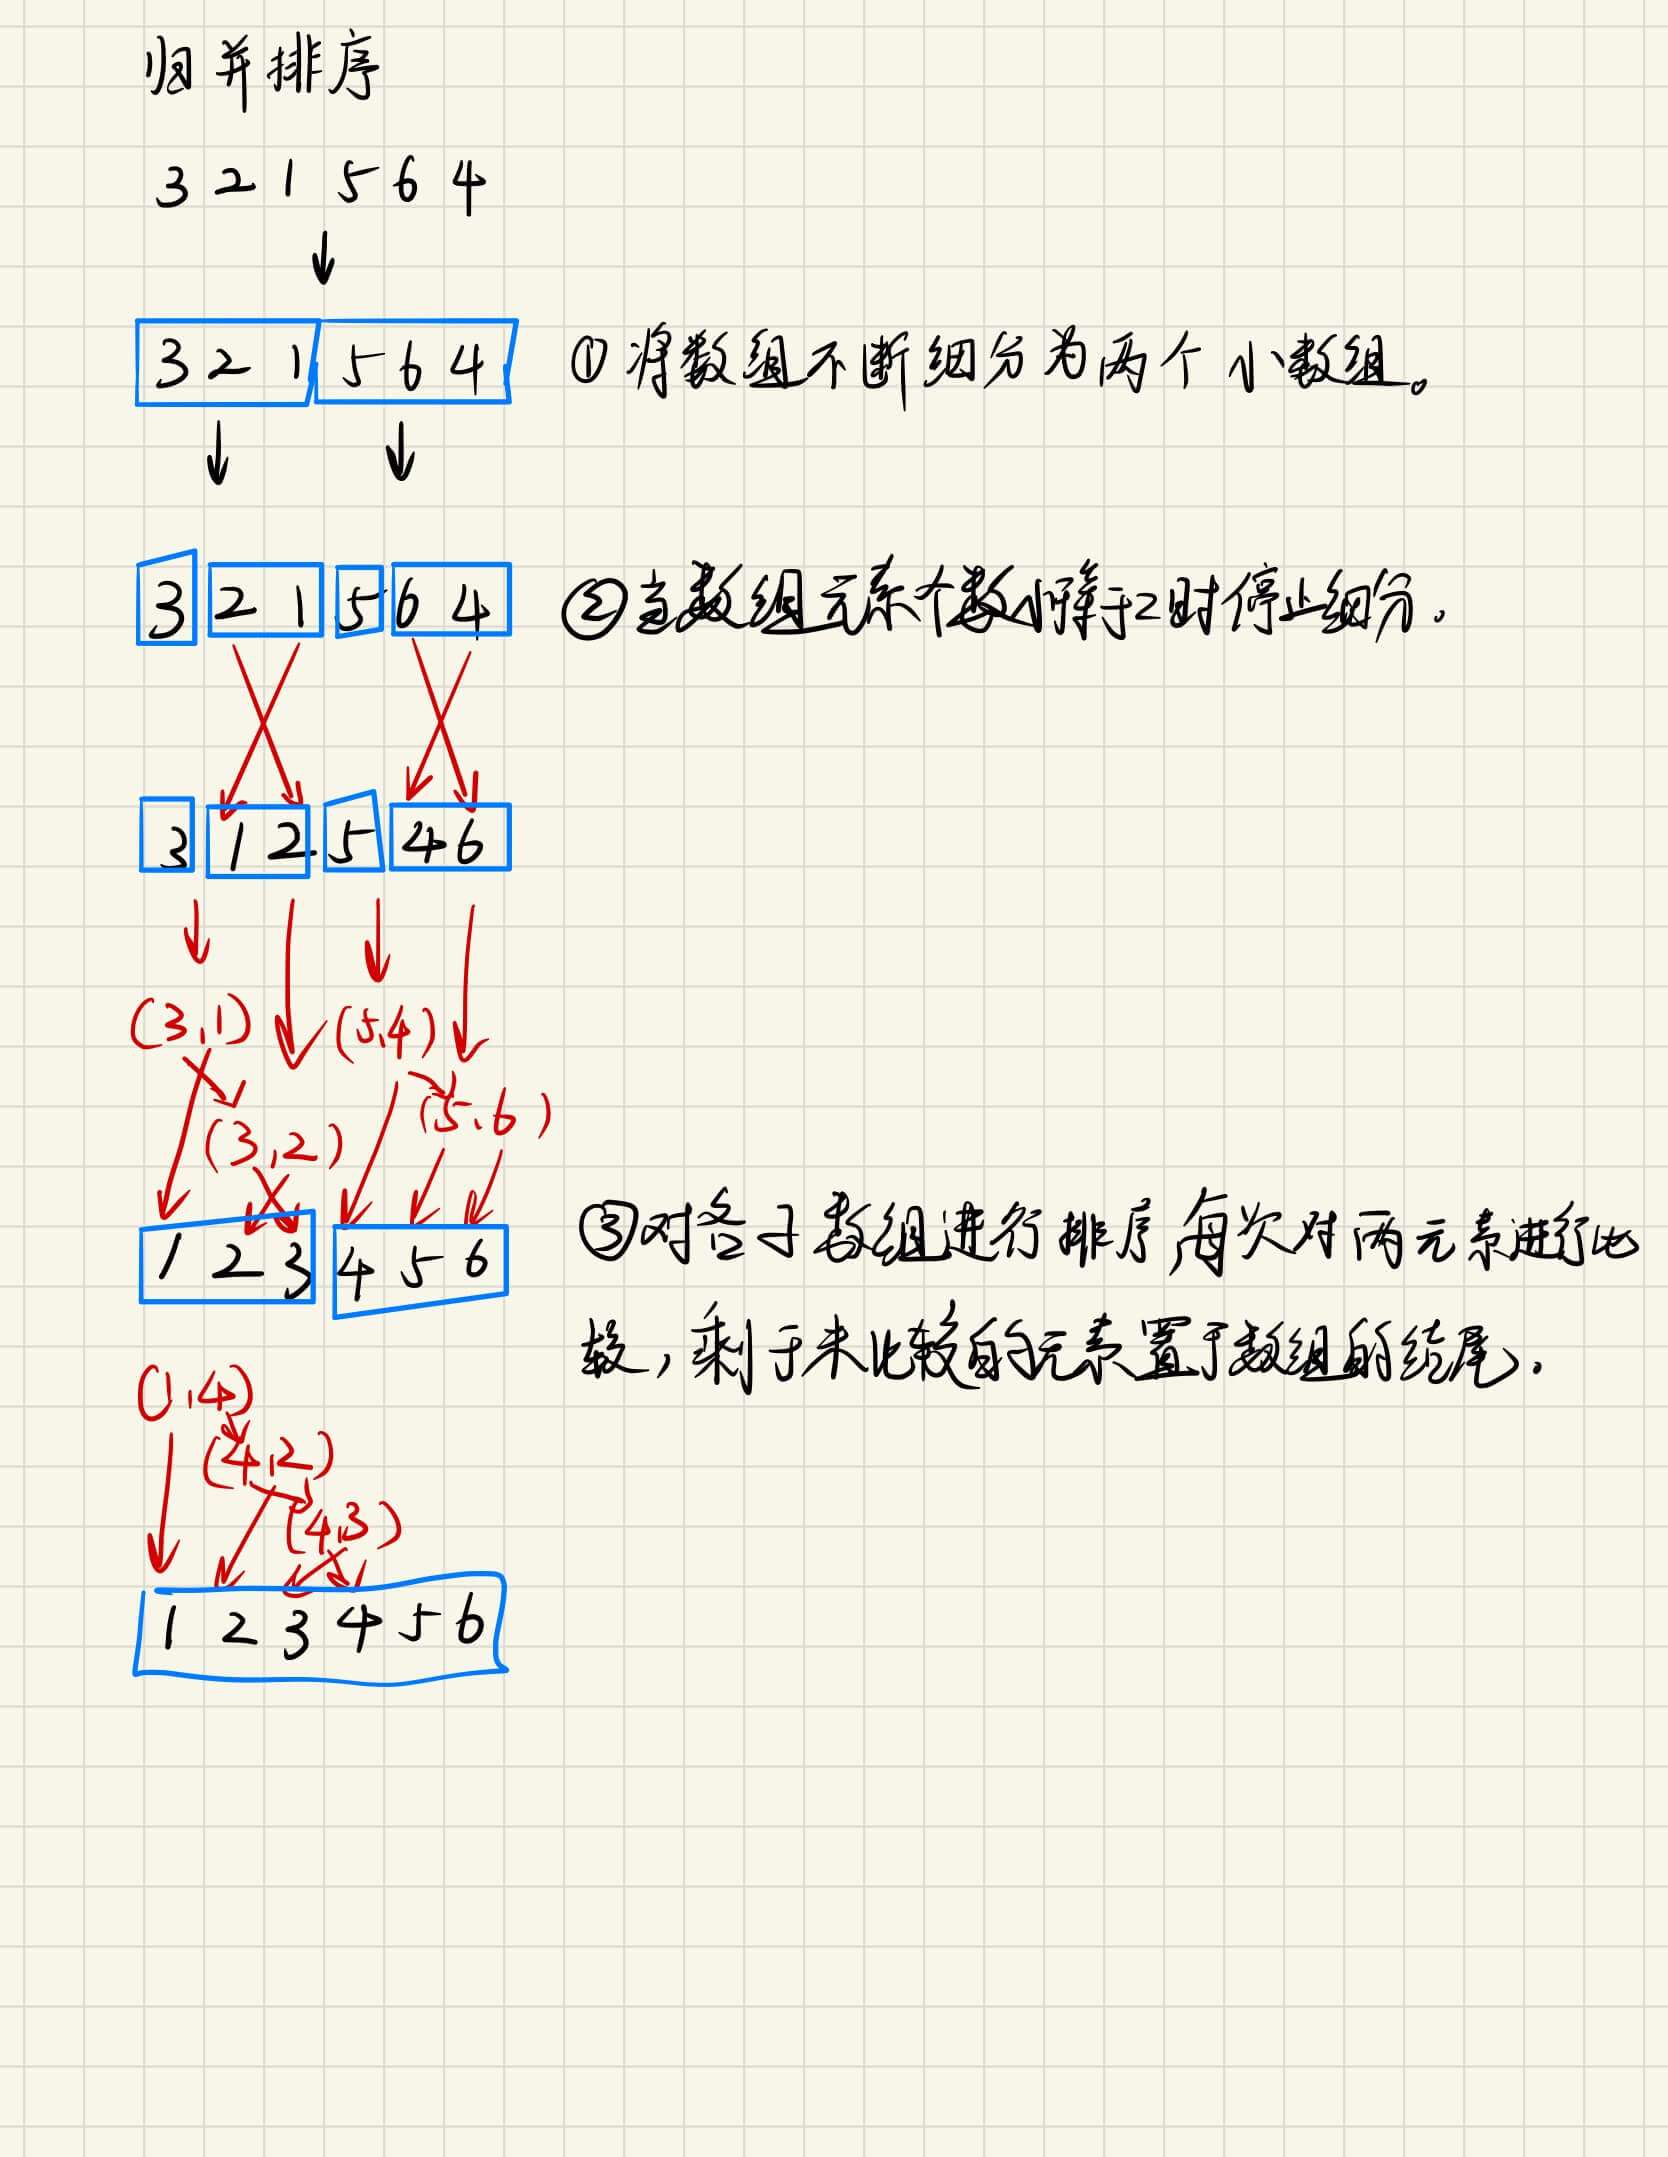 归并排序
3 2 1 5 6 4
3 2 1 5 6 4 ①将数组不断细分为两个小数组。
3 2 1 5 6 4 ②当数组元素个数小等于2时停止细分.
3 1 2 5 4 6
(3,1) (5,4)
(3,2) (5,6)
1 2 3 4 5 6 ③对各子数组进行排序,每次对两元素进行比
较,剩于未比较的元素置于数组的结尾.
(1,4)
(4,2)
(4,3)
1 2 3 4 5 6